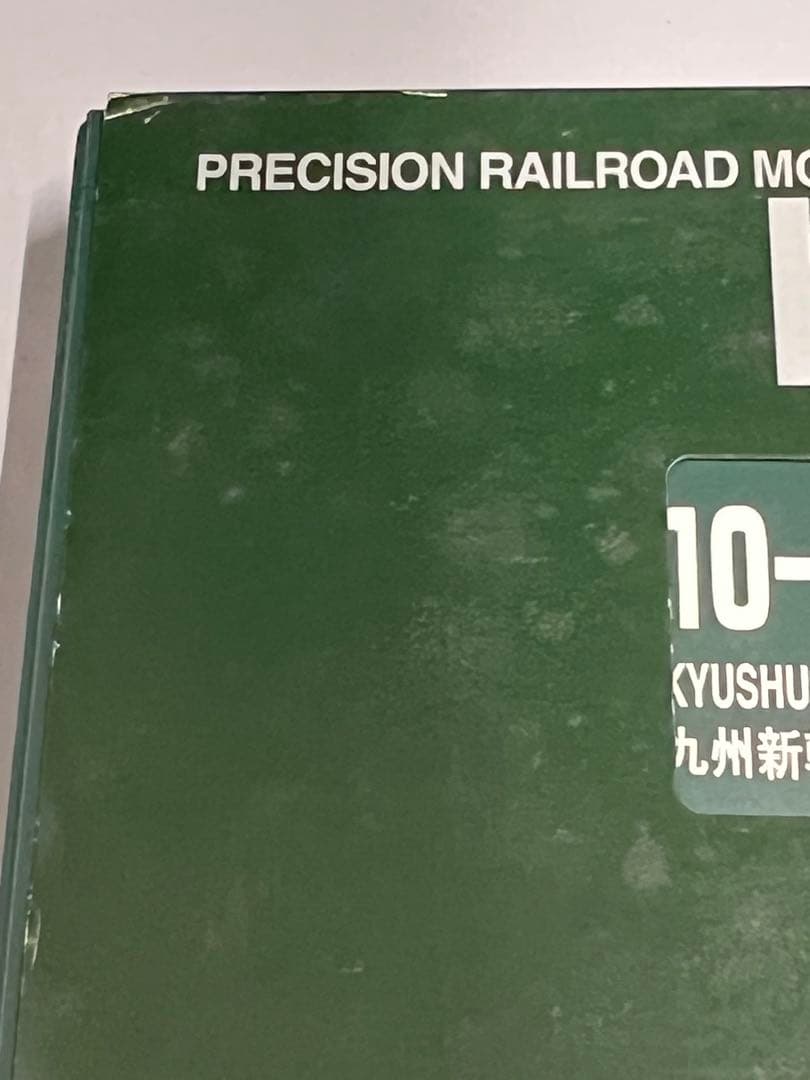 PRECISION RAILROAD MO
10-
KYUSHU
九州新